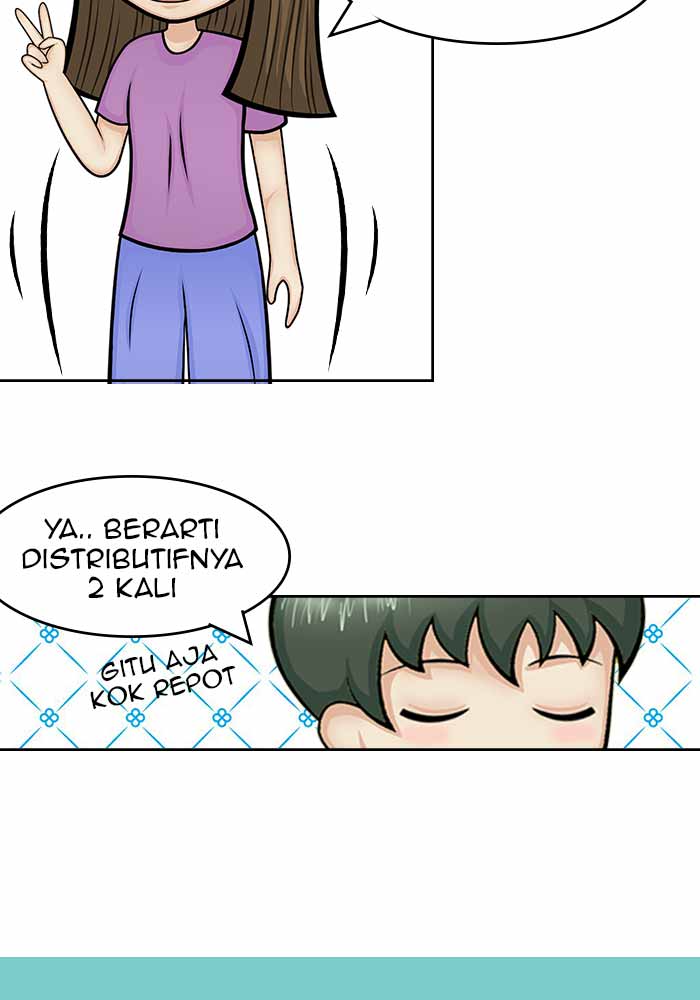 YA.. BERARTI
DISTRIBUTIFNYA
2 KALI
GITU AJA
KOK REPOT